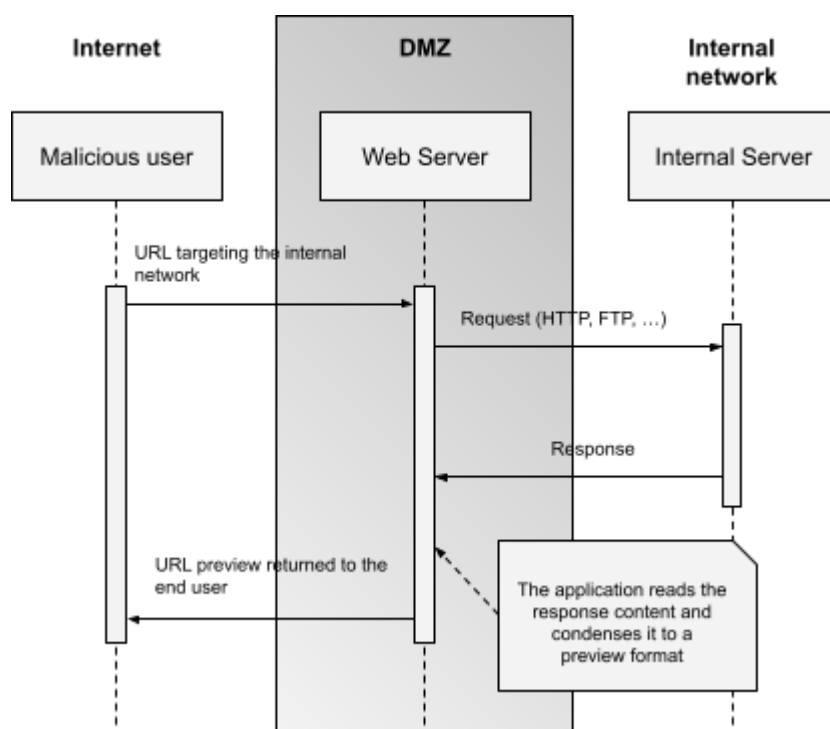 Internet
DMZ
Internal
network
Malicious user
Web Server
Internal Server
URL targeting the internal
network
Request (HTTP, FTP, …)
Response
URL preview returned to the
end user
The application reads the
response content and
condenses it to a
preview format